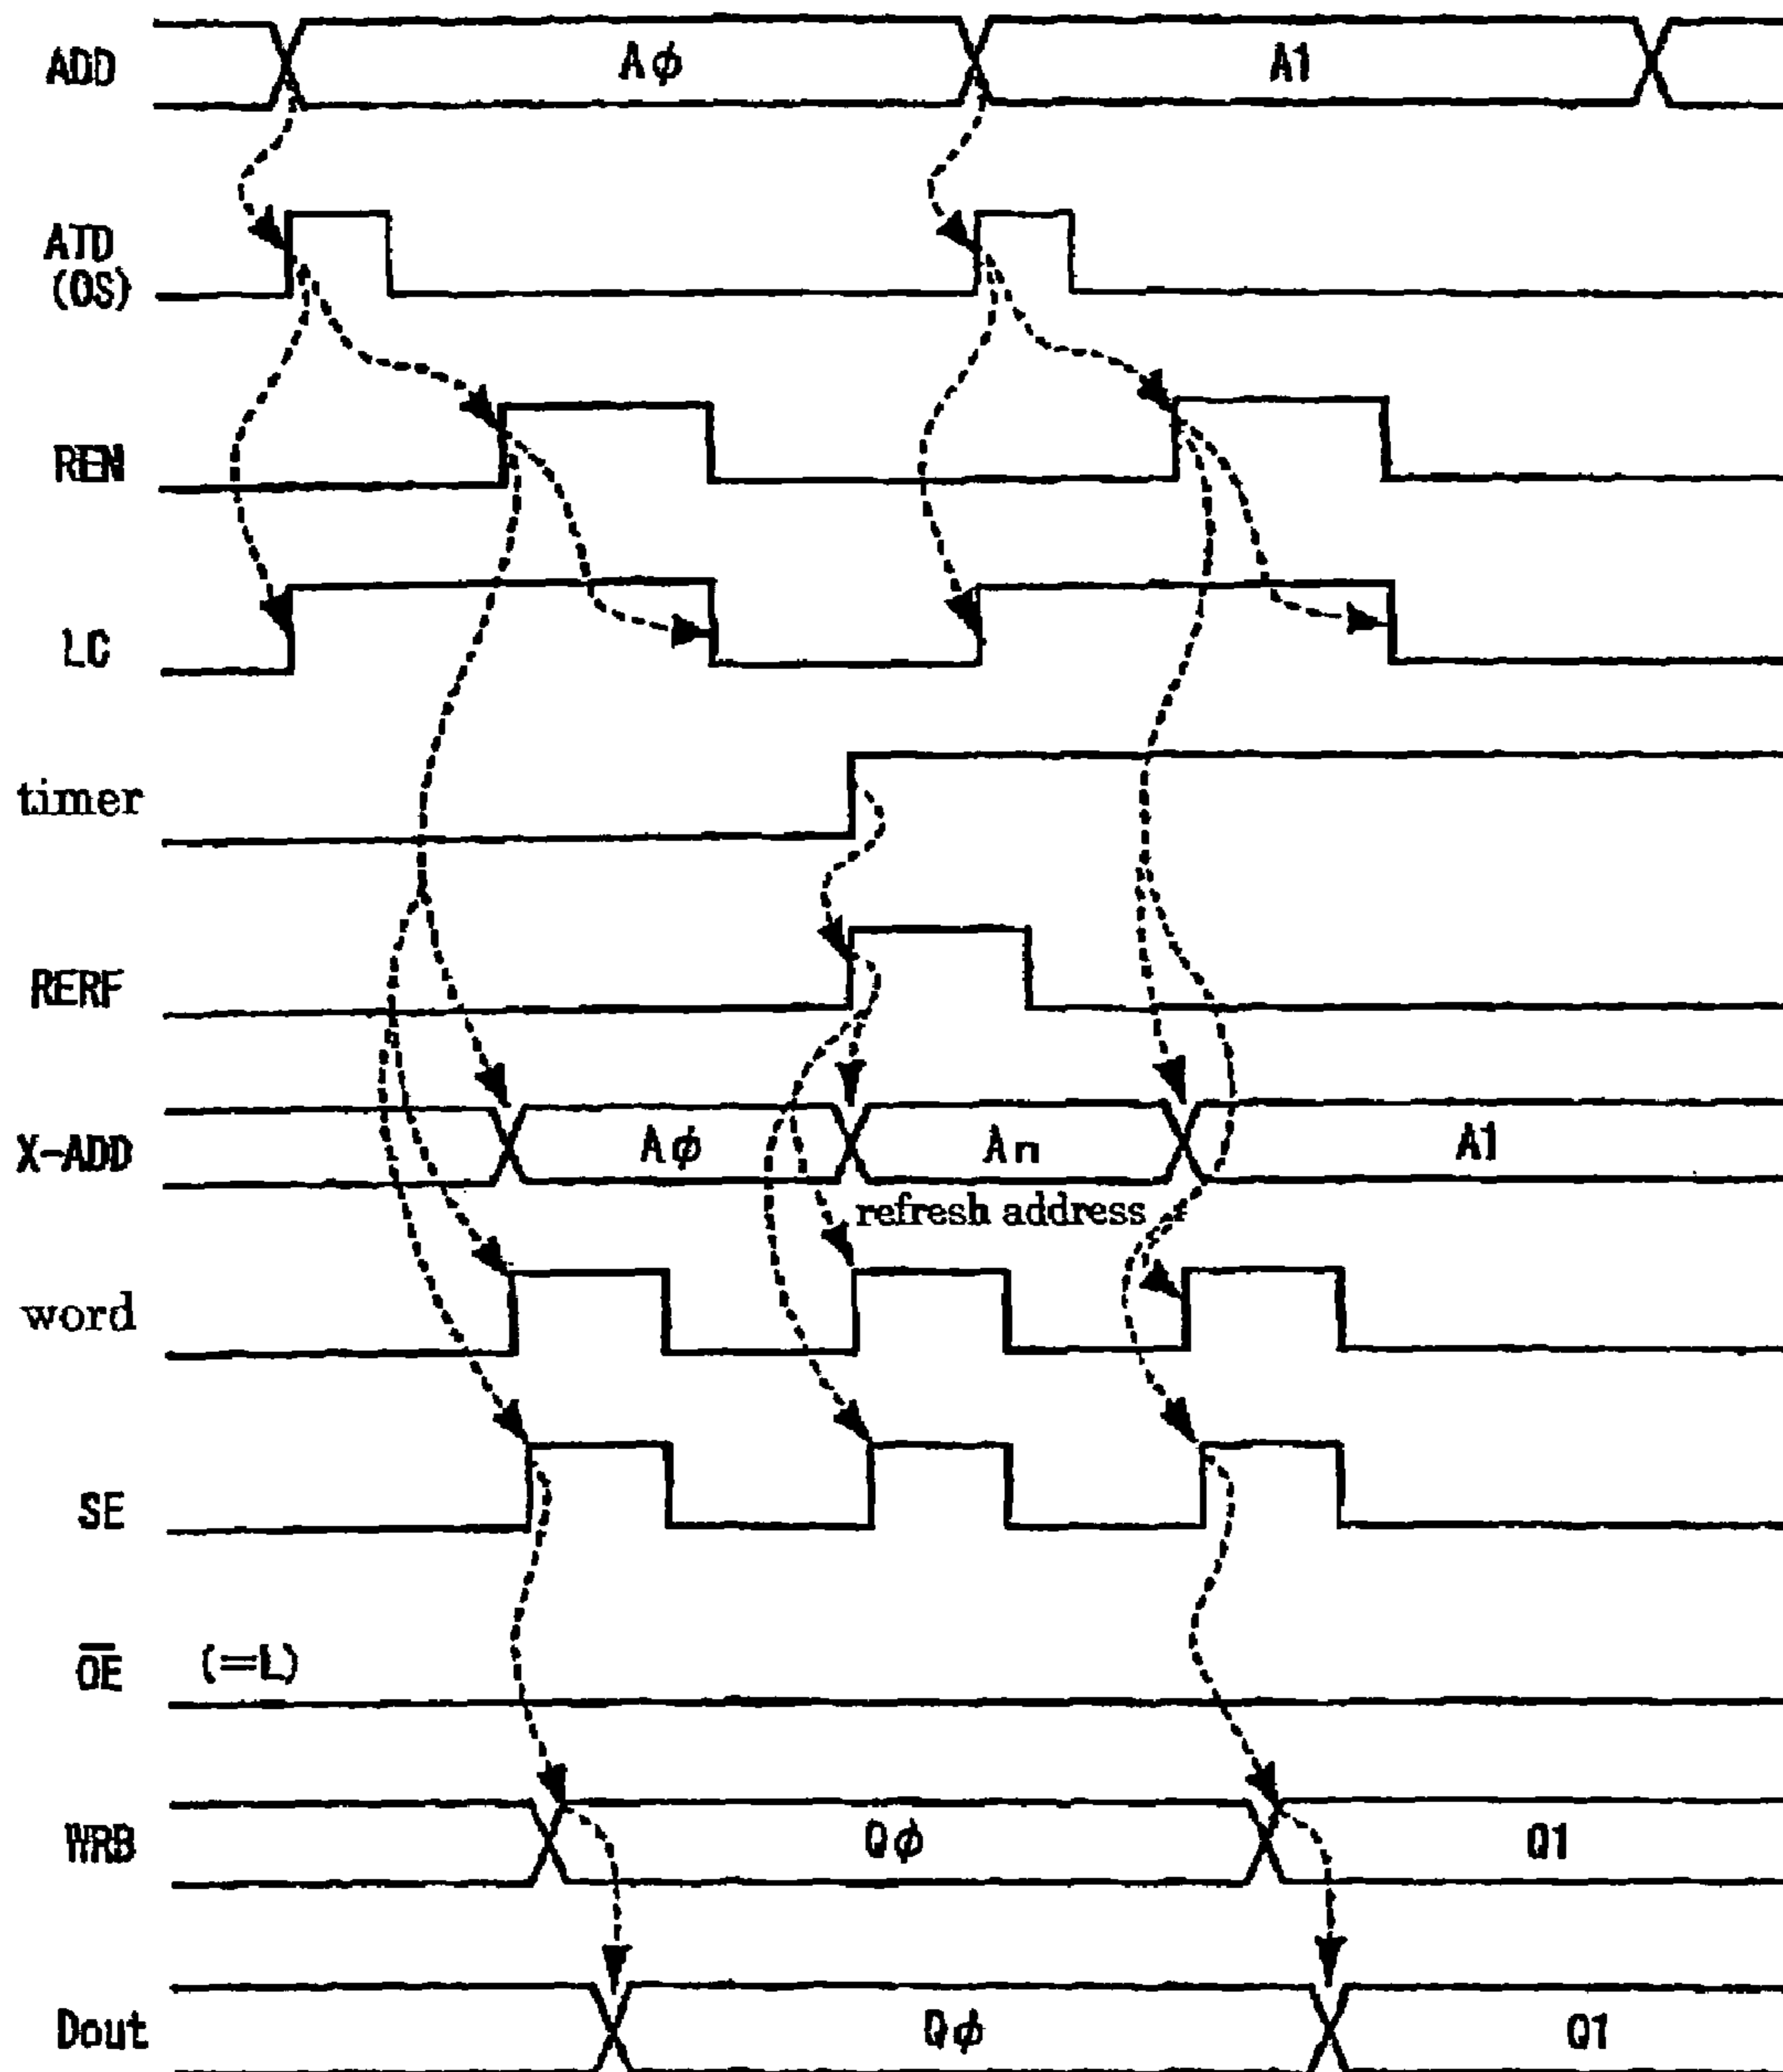 ADD Aϕ A1
ATD
(OS)
REN
LC
timer
RERF
X-ADD Aϕ An A1
refresh address
word
SE
O̅E̅ (=L)
WRB Qϕ Q1
Dout Qϕ Q1